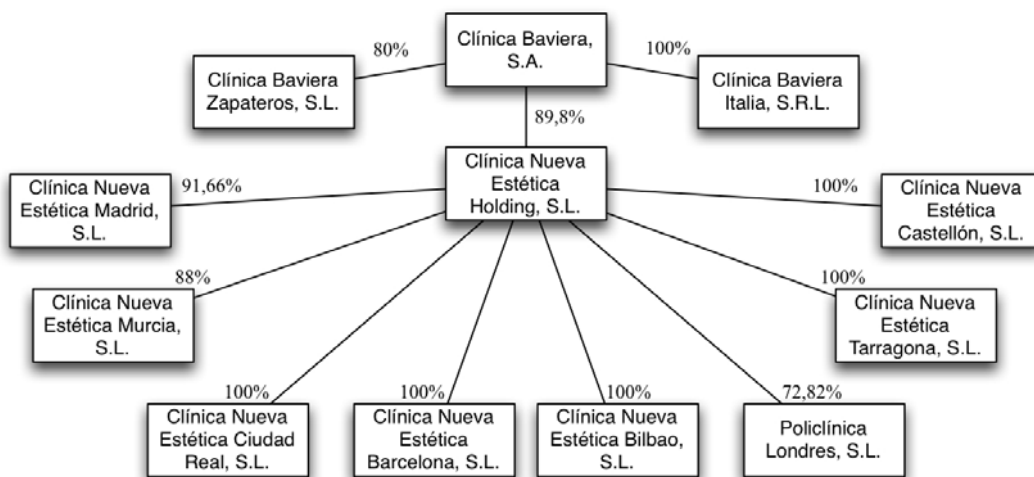 Clínica Baviera,
S.A.
80%
100%
Clínica Baviera
Zapateros, S.L.
Clínica Baviera
Italia, S.R.L.
89,8%
Clínica Nueva
Estética
Holding, S.L.
91,66%
Clínica Nueva
Estética Madrid,
S.L.
100%
Clínica Nueva
Estética
Castellón, S.L.
88%
Clínica Nueva
Estética Murcia,
S.L.
100%
Clínica Nueva
Estética
Tarragona, S.L.
100%
Clínica Nueva
Estética Ciudad
Real, S.L.
100%
Clínica Nueva
Estética
Barcelona, S.L.
100%
Clínica Nueva
Estética Bilbao,
S.L.
72,82%
Policlínica
Londres, S.L.